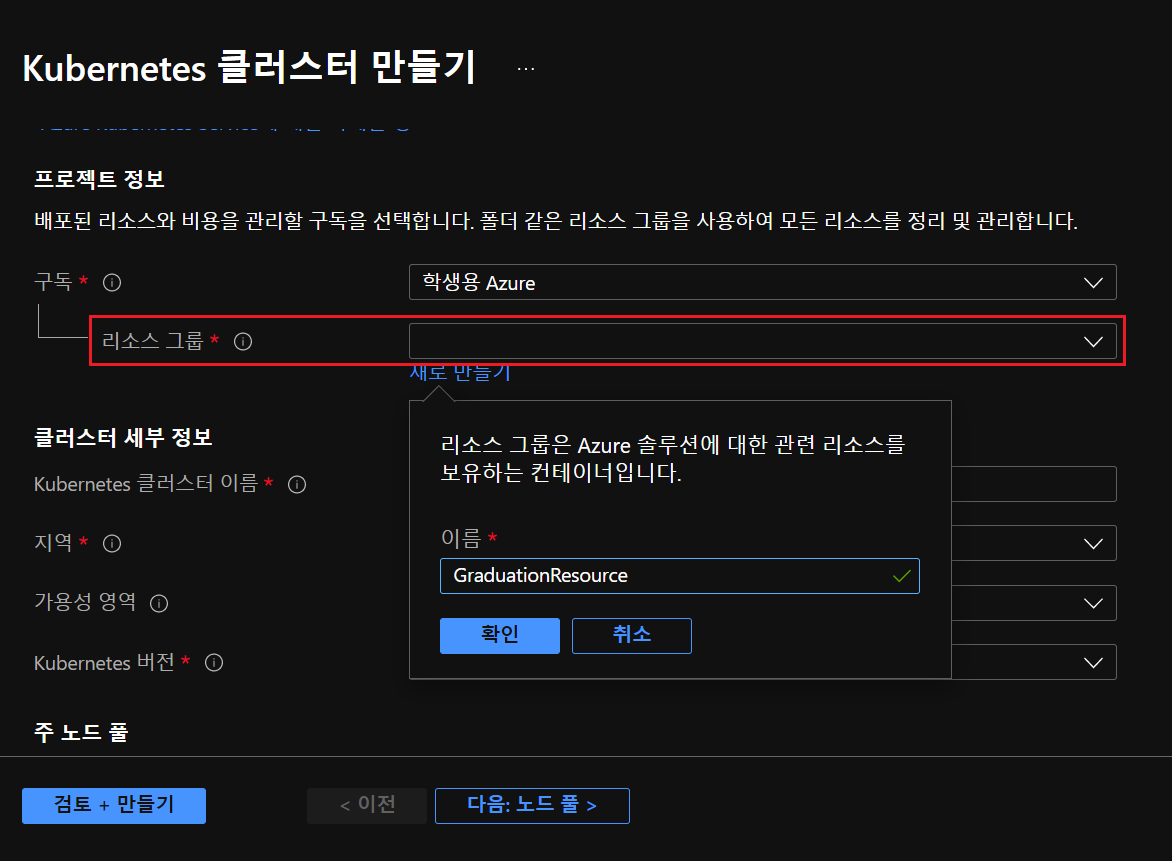 Kubernetes 클러스터 만들기 ...
프로젝트 정보
배포된 리소스와 비용을 관리할 구독을 선택합니다. 폴더 같은 리소스 그룹을 사용하여 모든 리소스를 정리 및 관리합니다.
구독 *
학생용 Azure
리소스 그룹 *
새로 만들기
리소스 그룹은 Azure 솔루션에 대한 관련 리소스를
보유하는 컨테이너입니다.
이름 *
GraduationResource
확인
취소
클러스터 세부 정보
Kubernetes 클러스터 이름 *
지역 *
가용성 영역
Kubernetes 버전 *
주 노드 풀
검토 + 만들기
< 이전
다음: 노드 풀 >